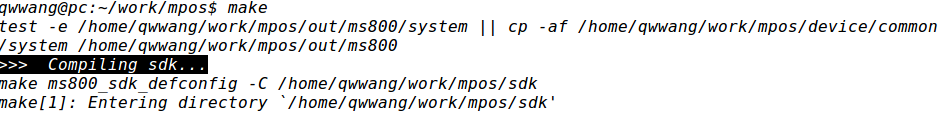 qwwang@pc:~/work/mpos$ make
test -e /home/qwwang/work/mpos/out/ms800/system || cp -af /home/qwwang/work/mpos/device/common
/system /home/qwwang/work/mpos/out/ms800
>>>  Compiling sdk...
make ms800_sdk_defconfig -C /home/qwwang/work/mpos/sdk
make[1]: Entering directory `/home/qwwang/work/mpos/sdk'